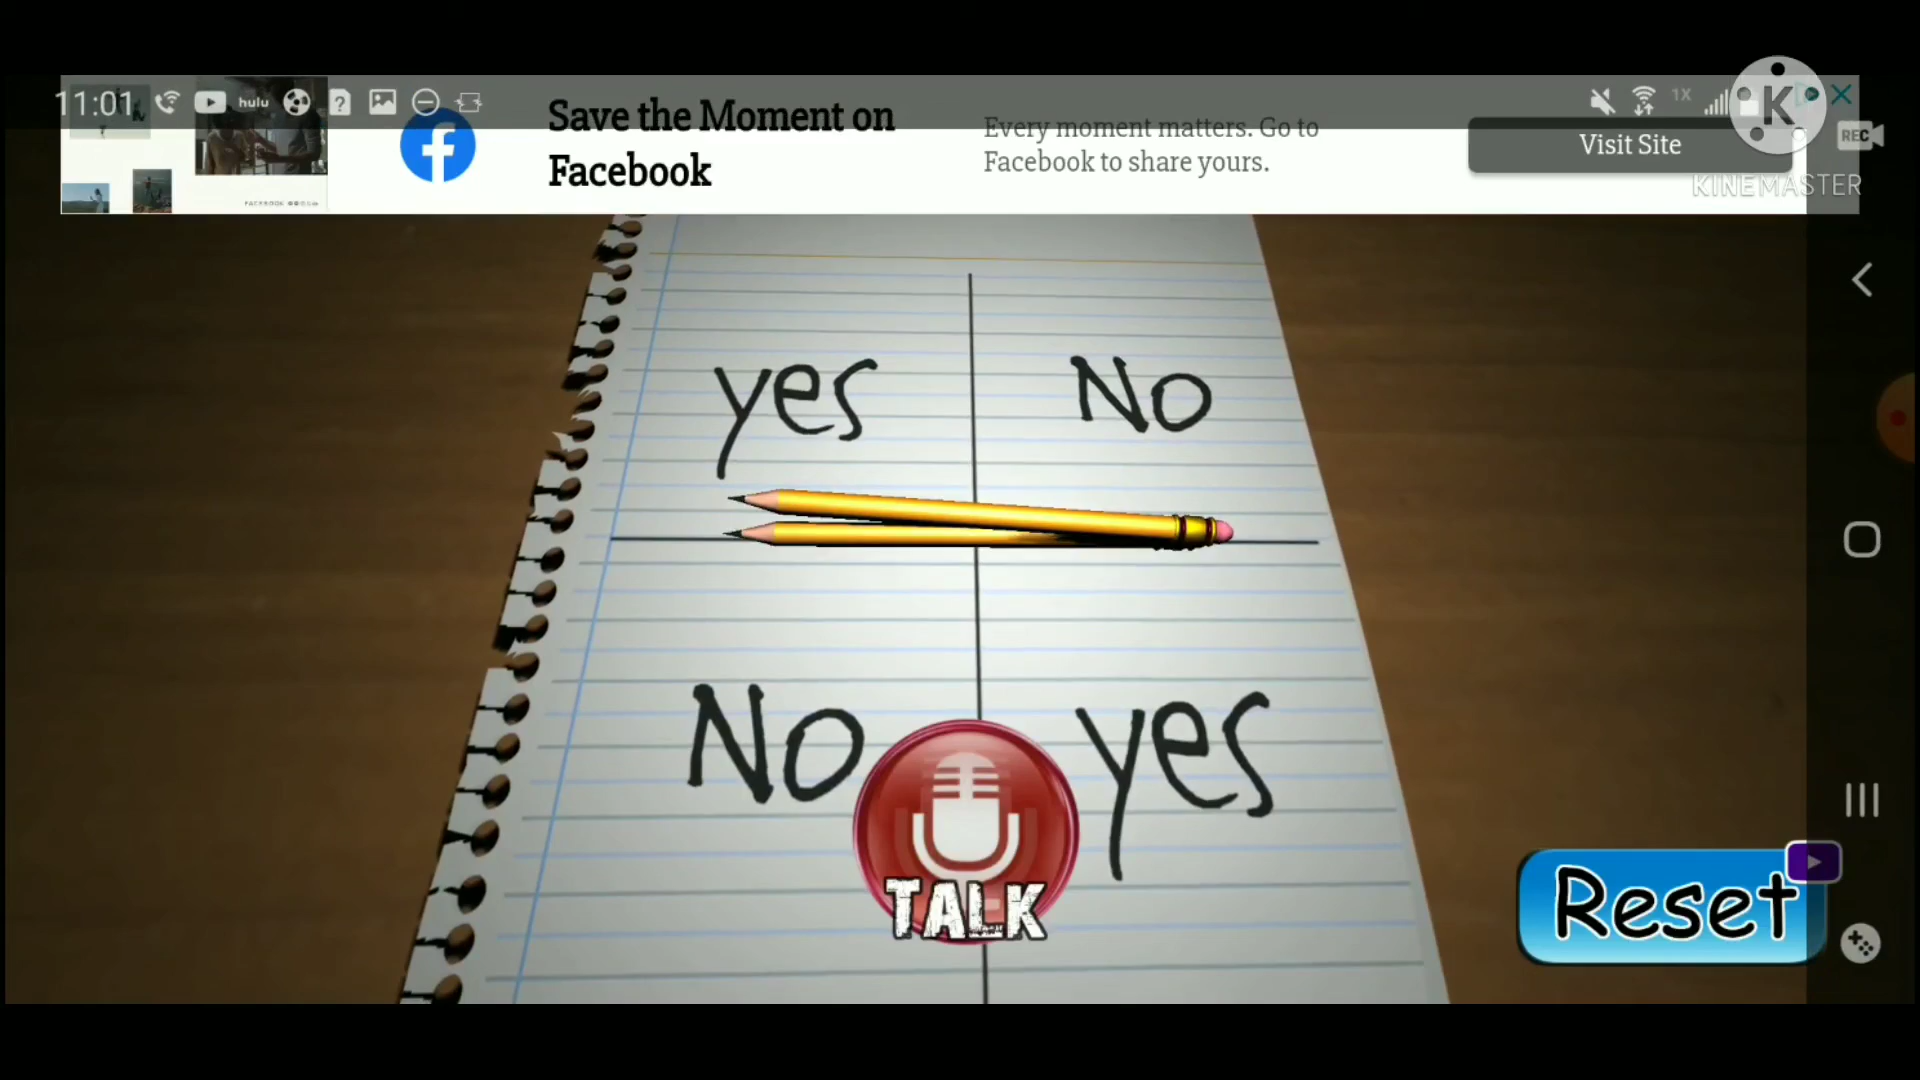 11:01 hulu 1X
Save the Moment on
Facebook
Every moment matters. Go to
Facebook to share yours.
Visit Site
K
REC
KINEMASTER
FACEBOOK
yes No
No yes
TALK
Reset